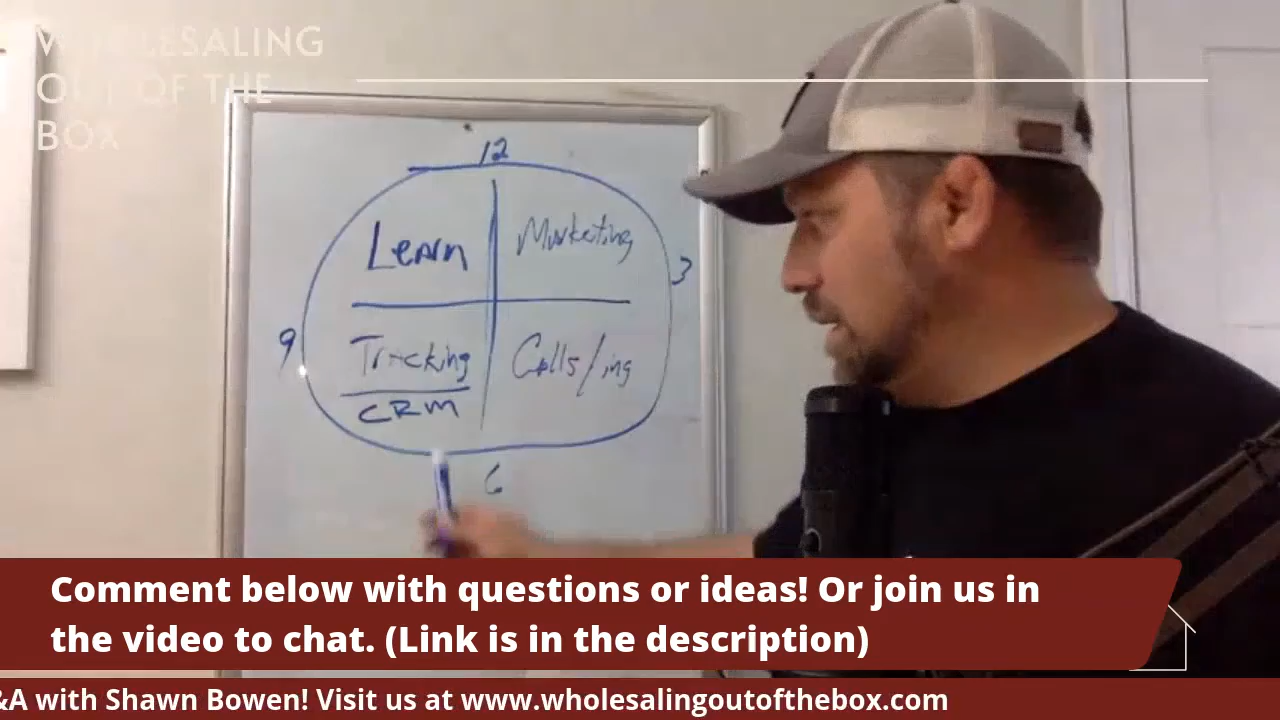 WHOLESALING
OUT OF THE
BOX
12
Learn
Marketing
3
9
Tracking
Calls/ing
CRM
6
Comment below with questions or ideas! Or join us in
the video to chat. (Link is in the description)
&A with Shawn Bowen! Visit us at www.wholesalingoutofthebox.com